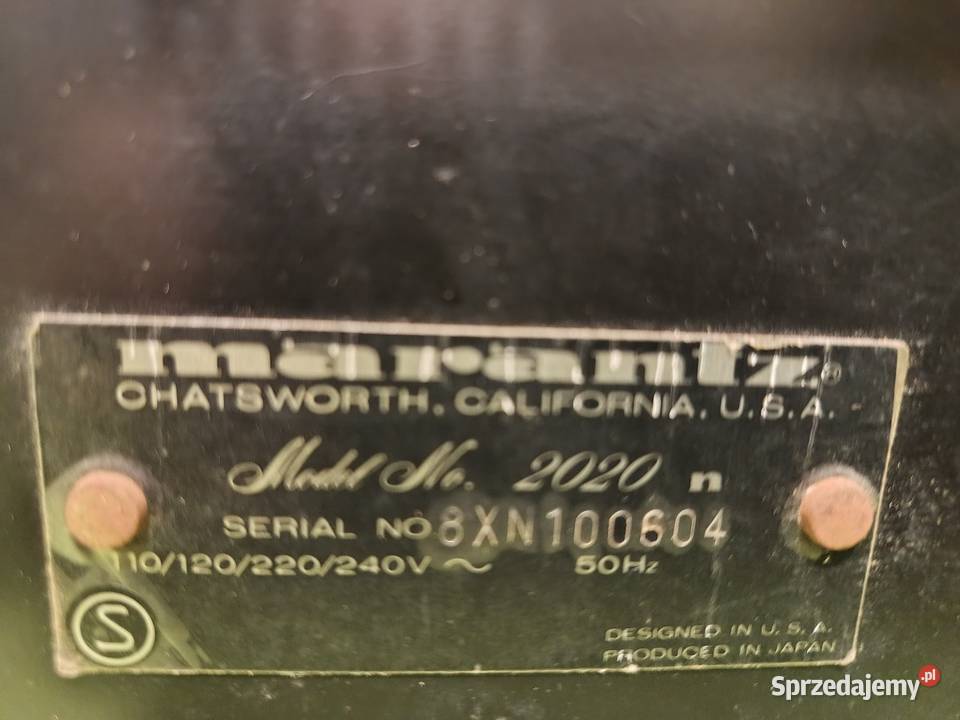 marantz®
CHATSWORTH, CALIFORNIA, U.S.A.
Model No. 2020 n
SERIAL NO 8XN100604
110/120/220/240V ~ 50Hz
S
DESIGNED IN U.S.A.
PRODUCED IN JAPAN
Sprzedajemy.pl